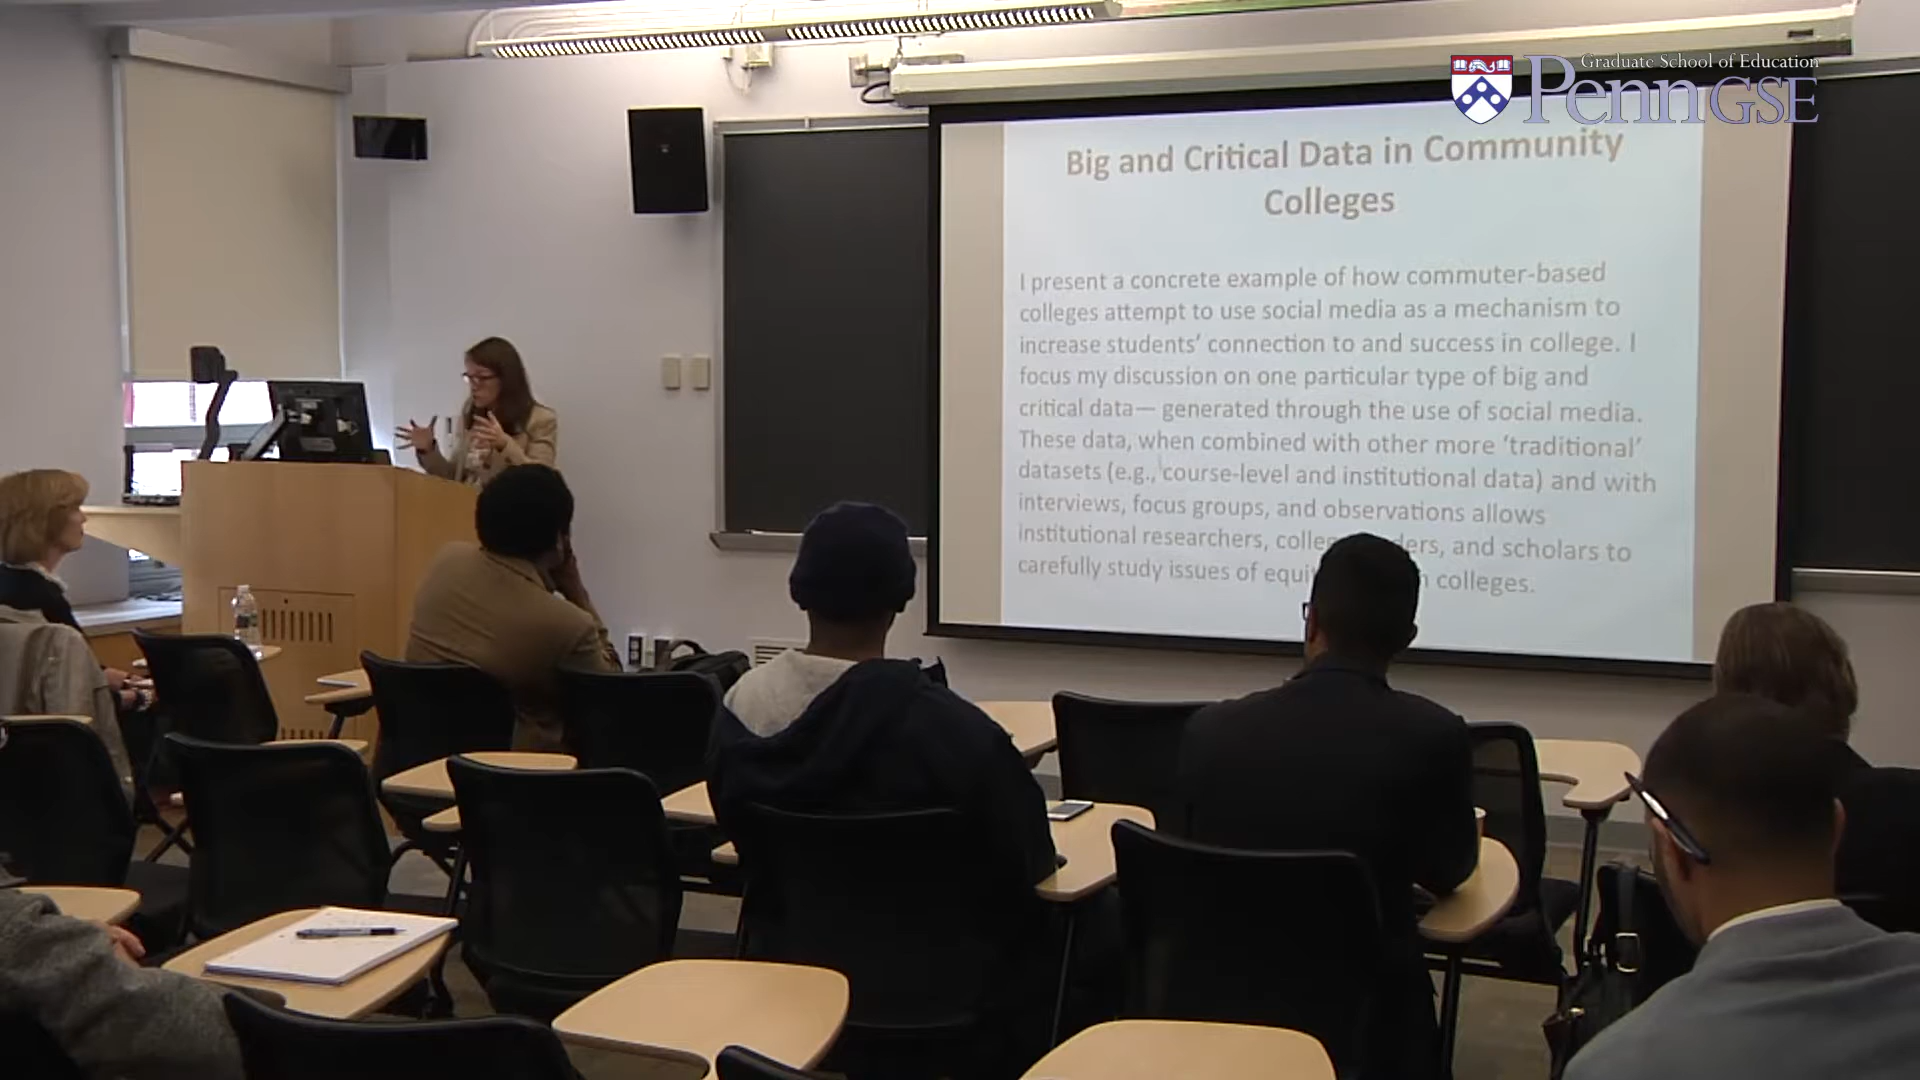 Graduate School of Education
PennGSE
Big and Critical Data in Community
Colleges
I present a concrete example of how commuter-based
colleges attempt to use social media as a mechanism to
increase students' connection to and success in college. I
focus my discussion on one particular type of big and
critical data— generated through the use of social media.
These data, when combined with other more 'traditional'
datasets (e.g., course-level and institutional data) and with
interviews, focus groups, and observations allows
institutional researchers, and scholars to
carefully study issues of colleges.